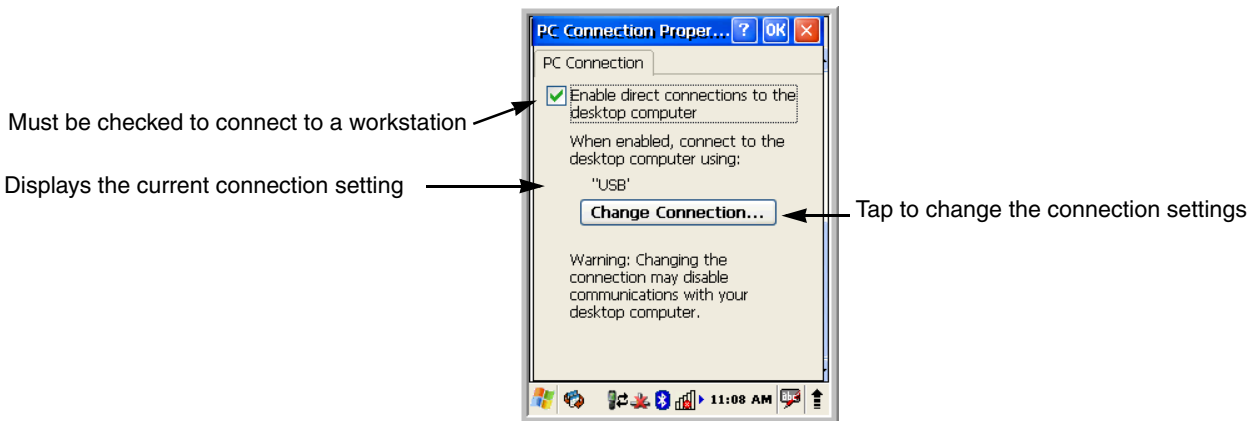 PC Connection Proper... ? OK
PC Connection
Enable direct connections to the
desktop computer
Must be checked to connect to a workstation
When enabled, connect to the
desktop computer using:
Displays the current connection setting
"USB'
Change Connection...
Tap to change the connection settings
Warning: Changing the
connection may disable
communications with your
desktop computer.
11:08 AM
abc